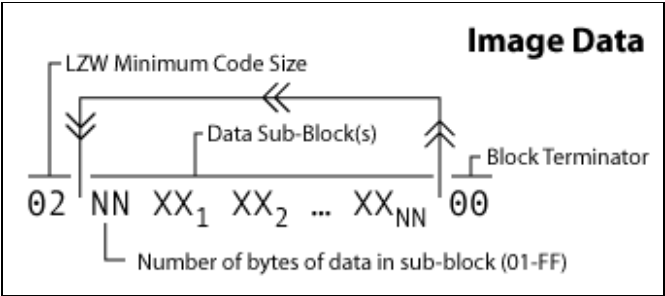 Image Data
LZW Minimum Code Size
Data Sub-Block(s)
Block Terminator
02 NN XX₁ XX₂ … XX_NN 00
Number of bytes of data in sub-block (01-FF)